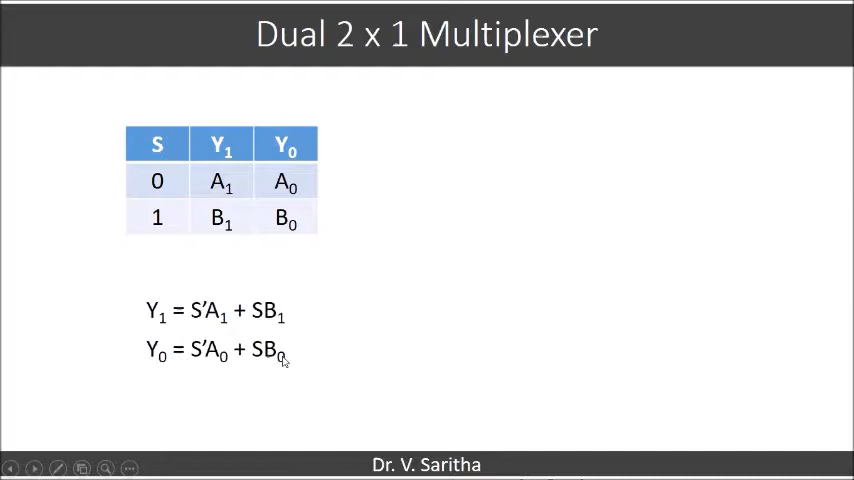 Dual 2 x 1 Multiplexer
S Y₁ Y₀
0 A₁ A₀
1 B₁ B₀
Y₁ = S’A₁ + SB₁
Y₀ = S’A₀ + SB₀
Dr. V. Saritha